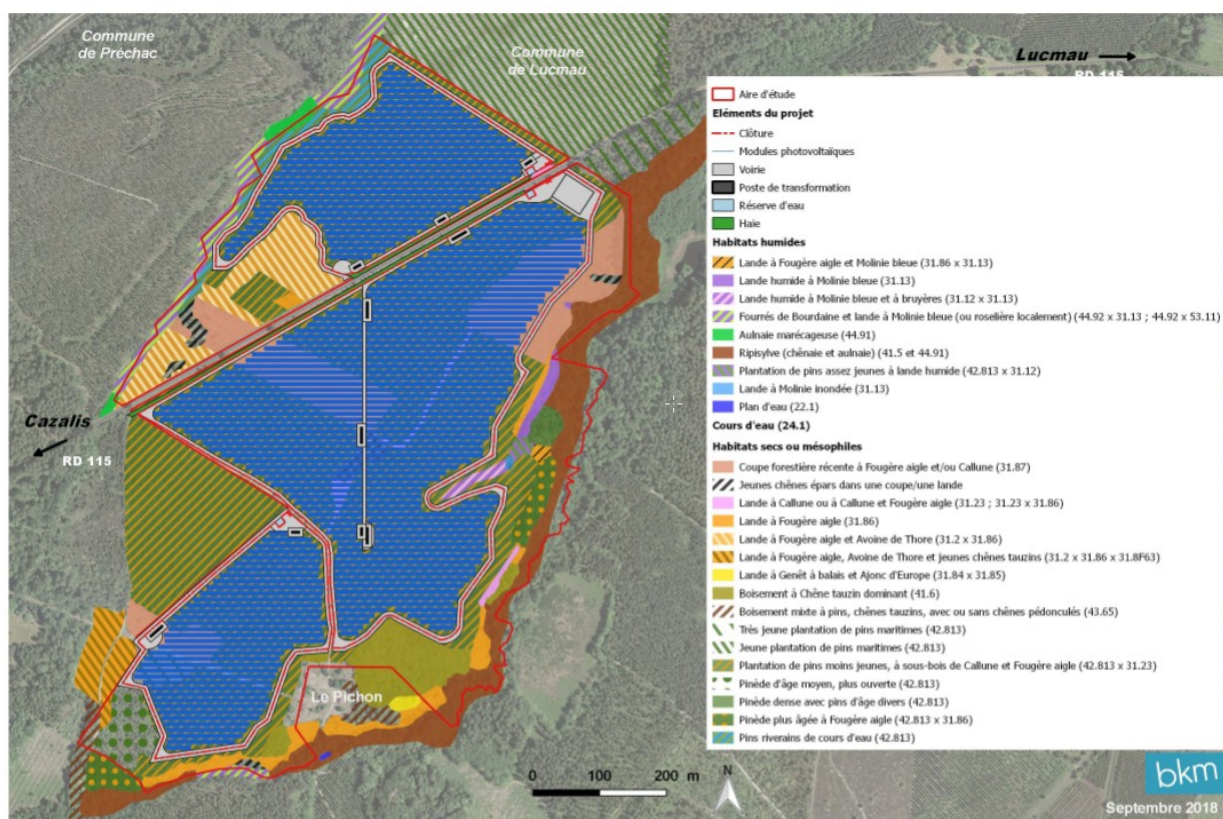 Commune
de Préchac
Commune
de Lucmau
Lucmau
RD 115
Cazalis
RD 115
Le Pichon
0 100 200 m
N
Aire d'étude
Eléments du projet
Clôture
Modules photovoltaïques
Voirie
Poste de transformation
Réserve d'eau
Haie
Habitats humides
Lande à Fougère aigle et Molinie bleue (31.86 x 31.13)
Lande humide à Molinie bleue (31.13)
Lande humide à Molinie bleue et à bruyères (31.12 x 31.13)
Fourrés de Bourdaine et lande à Molinie bleue (ou roselière localement) (44.92 x 31.13 ; 44.92 x 53.11)
Aulnaie marécageuse (44.91)
Ripisylve (chênaie et aulnaie) (41.5 et 44.91)
Plantation de pins assez jeunes à lande humide (42.813 x 31.12)
Lande à Molinie inondée (31.13)
Plan d'eau (22.1)
Cours d'eau (24.1)
Habitats secs ou mésophiles
Coupe forestière récente à Fougère aigle et/ou Callune (31.87)
Jeunes chênes épars dans une coupe/une lande
Lande à Callune ou à Callune et Fougère aigle (31.23 ; 31.23 x 31.86)
Lande à Fougère aigle (31.86)
Lande à Fougère aigle et Avoine de Thore (31.2 x 31.86)
Lande à Fougère aigle, Avoine de Thore et jeunes chênes tauzins (31.2 x 31.86 x 31.8F63)
Lande à Genêt à balais et Ajonc d'Europe (31.84 x 31.85)
Boisement à Chêne tauzin dominant (41.6)
Boisement mixte à pins, chênes tauzins, avec ou sans chênes pédonculés (43.65)
Très jeune plantation de pins maritimes (42.813)
Jeune plantation de pins maritimes (42.813)
Plantation de pins moins jeunes, à sous-bois de Callune et Fougère aigle (42.813 x 31.23)
Pinède d'âge moyen, plus ouverte (42.813)
Pinède dense avec pins d'âge divers (42.813)
Pinède plus âgée à Fougère aigle (42.813 x 31.86)
Pins riverains de cours d'eau (42.813)
bkm
Septembre 2018